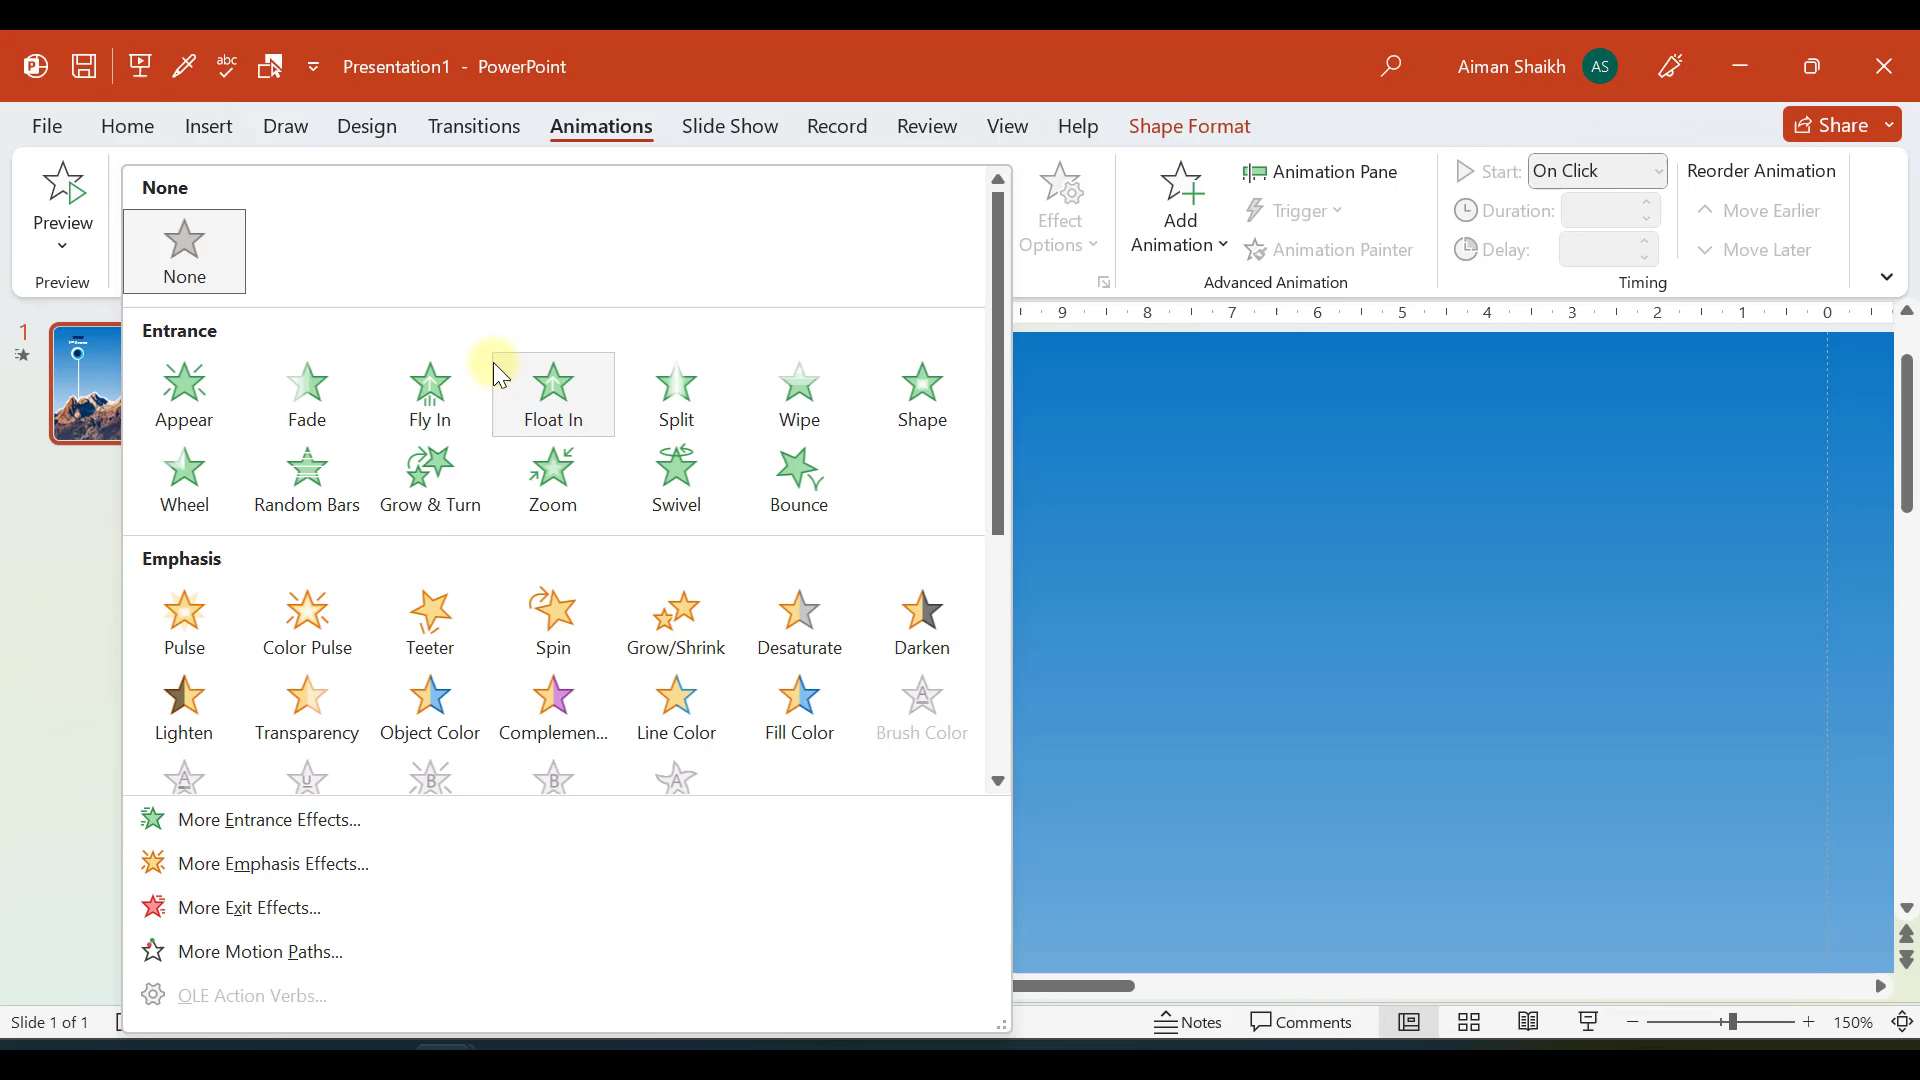 abc Presentation1 - PowerPoint Aiman Shaikh AS
File Home Insert Draw Design Transitions Animations Slide Show Record Review View Help Shape Format Share
Preview
Preview
None
None
Entrance
Appear Fade Fly In Float In Split Wipe Shape
Wheel Random Bars Grow & Turn Zoom Swivel Bounce
Emphasis
Pulse Color Pulse Teeter Spin Grow/Shrink Desaturate Darken
Lighten Transparency Object Color Complemen... Line Color Fill Color Brush Color
More Entrance Effects...
More Emphasis Effects...
More Exit Effects...
More Motion Paths...
OLE Action Verbs...
Effect
Options
Add
Animation
Animation Pane
Trigger
Animation Painter
Advanced Animation
Start: On Click
Duration:
Delay:
Reorder Animation
Move Earlier
Move Later
Timing
9 8 7 6 5 4 3 2 1 0
1
Slide 1 of 1 Notes Comments 150%